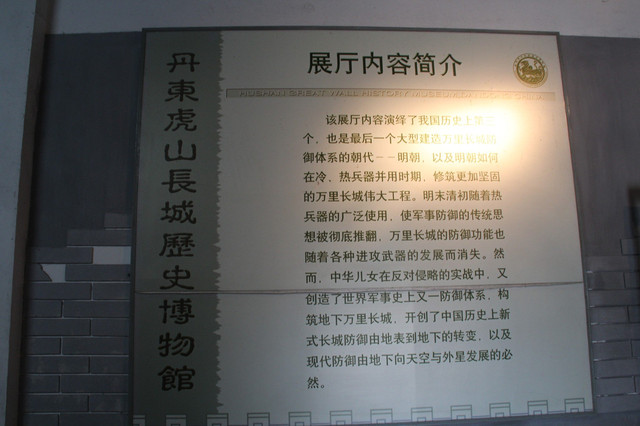 丹東虎山長城歷史博物館
展厅内容简介
HUSHAN GREAT WALL HISTORY MUSEUM
该展厅内容演绎了我国历史上第
个，也是最后一个大型建造万里长城防
御体系的朝代——明朝，以及明朝如何
在冷、热兵器并用时期，修筑更加坚固
的万里长城伟大工程。明末清初随着热
兵器的广泛使用，使军事防御的传统思
想被彻底推翻，万里长城的防御功能也
随着各种进攻武器的发展而消失。然
而，中华儿女在反对侵略的实战中，又
创造了世界军事史上又一防御体系，构
筑地下万里长城，开创了中国历史上新
式长城防御由地表到地下的转变，以及
现代防御由地下向天空与外星发展的必
然。